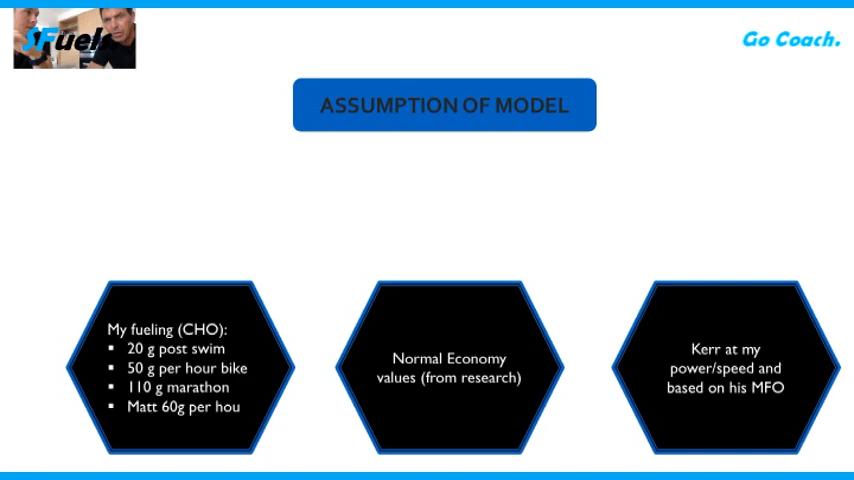 SFuels
Go Coach.
ASSUMPTION OF MODEL
My fueling (CHO):
▪ 20 g post swim
▪ 50 g per hour bike
▪ 110 g marathon
▪ Matt 60g per hou
Normal Economy
values (from research)
Kerr at my
power/speed and
based on his MFO